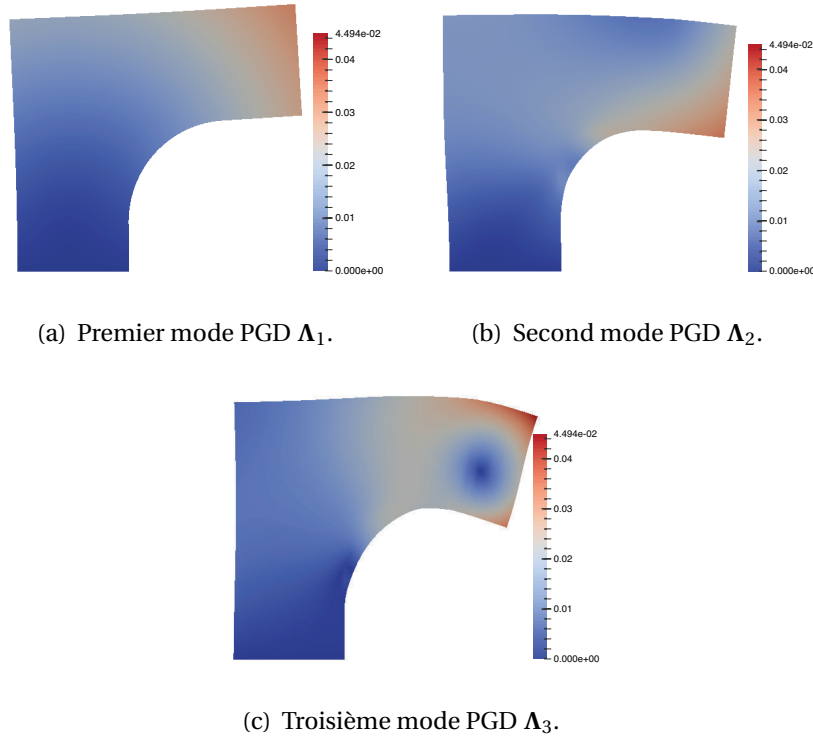 4.494e-02
0.04
0.03
0.02
0.01
0.000e+00
4.494e-02
0.04
0.03
0.02
0.01
0.000e+00
(a) Premier mode PGD Λ1.
(b) Second mode PGD Λ2.
4.494e-02
0.04
0.03
0.02
0.01
0.000e+00
(c) Troisième mode PGD Λ3.